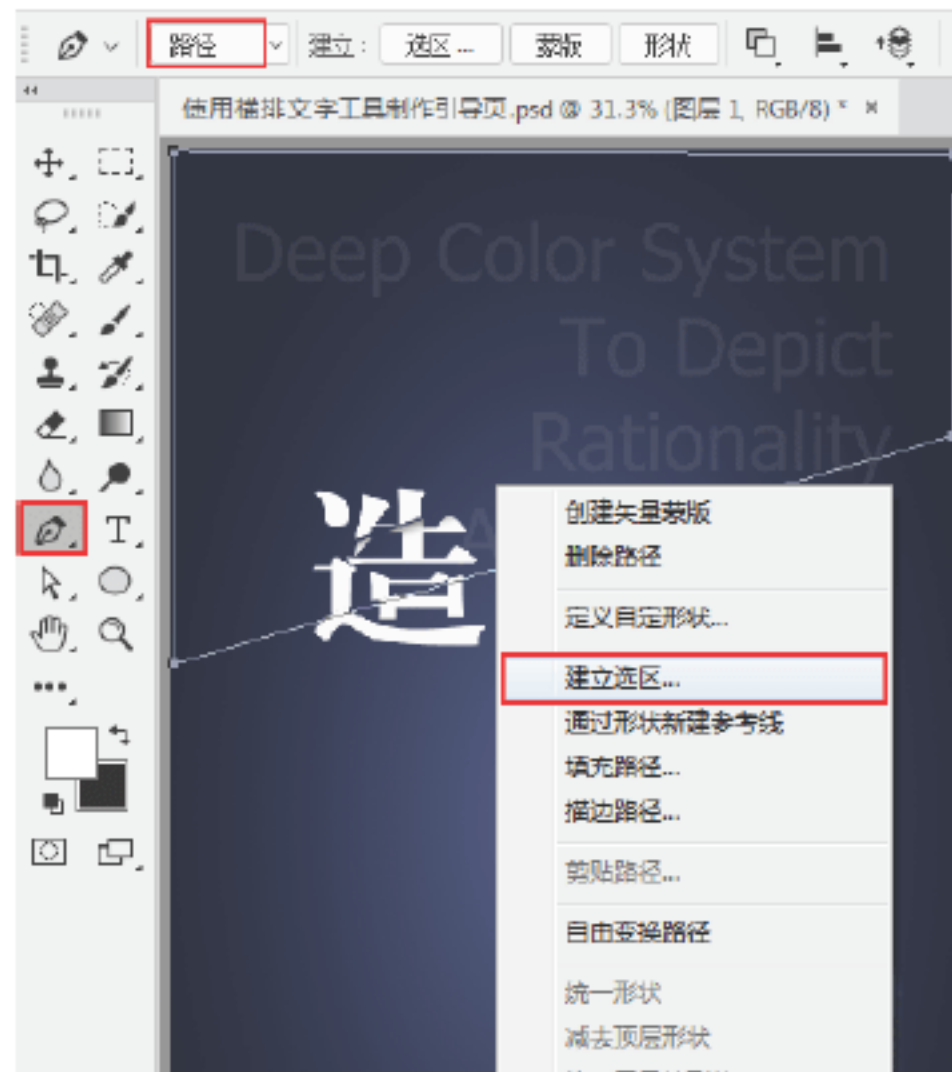 路径 建立： 选区 ... 蒙版 形状
使用横排文字工具制作引导页.psd @ 31.3% (图层 1, RGB/8) * ×
Deep Color System
To Depict
Rationality
A
造
T
创建矢量蒙版
删除路径
定义自定形状...
建立选区...
通过形状新建参考线
填充路径...
描边路径...
剪贴路径...
自由变换路径
统一形状
减去顶层形状